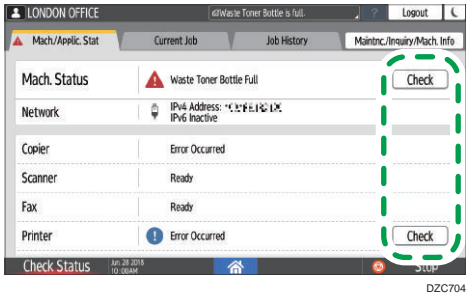 LONDON OFFICE
Waste Toner Bottle is full.
?
Logout
Mach./Applic. Stat
Current Job
Job History
Maintnc./Inquiry/Mach. Info
Mach. Status
Waste Toner Bottle Full
Check
Network
IPv4 Address:
IPv6 Inactive
Copier
Error Occurred
Scanner
Ready
Fax
Ready
Printer
Error Occurred
Check
Check Status
Jun 28 2018
10:00AM
Stop
DZC704